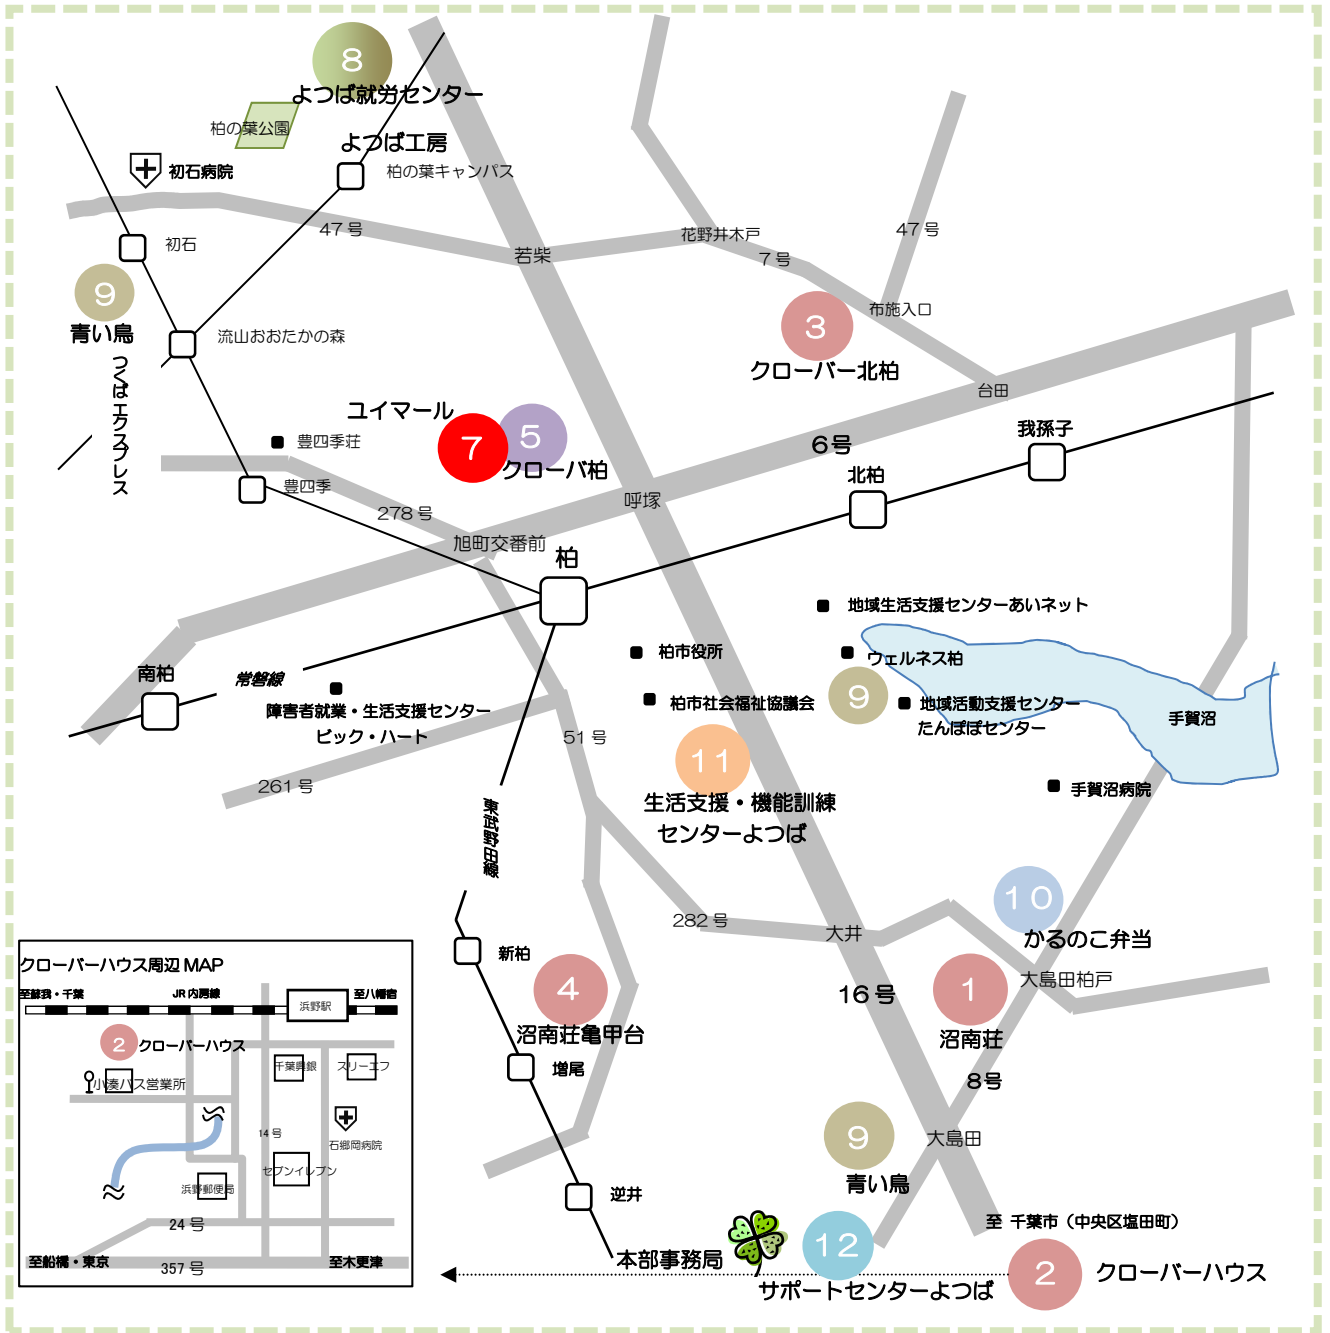 8
よつば就労センター
柏の葉公園
よつば工房
柏の葉キャンパス
初石病院
47号
初石
若柴
花野井木戸
7号
47号
布施入口
9
青い鳥
流山おおたかの森
つくばエクスプレス
3
クローバー北柏
台田
ユイマール
7
5
クローバ柏
6号
我孫子
北柏
豊四季荘
豊四季
278号
呼塚
旭町交番前
柏
地域生活支援センターあいネット
柏市役所
ウェルネス柏
南柏
常磐線
障害者就業・生活支援センター
ビック・ハート
柏市社会福祉協議会
9
地域活動支援センター
たんぽぽセンター
手賀沼
51号
261号
11
生活支援・機能訓練
センターよつば
手賀沼病院
東武野田線
282号
大井
10
かるのこ弁当
大島田柏戸
新柏
4
沼南荘亀甲台
16号
1
沼南荘
増尾
8号
9
青い鳥
大島田
逆井
至 千葉市（中央区塩田町）
本部事務局
12
サポートセンターよつば
2
クローバーハウス
クローバーハウス周辺MAP
至蘇我・千葉
JR内房線
浜野駅
至八幡宿
2
クローバーハウス
千葉興銀
スリーエフ
小湊バス営業所
14号
石郷岡病院
セブンイレブン
浜野郵便局
24号
至船橋・東京
357号
至木更津